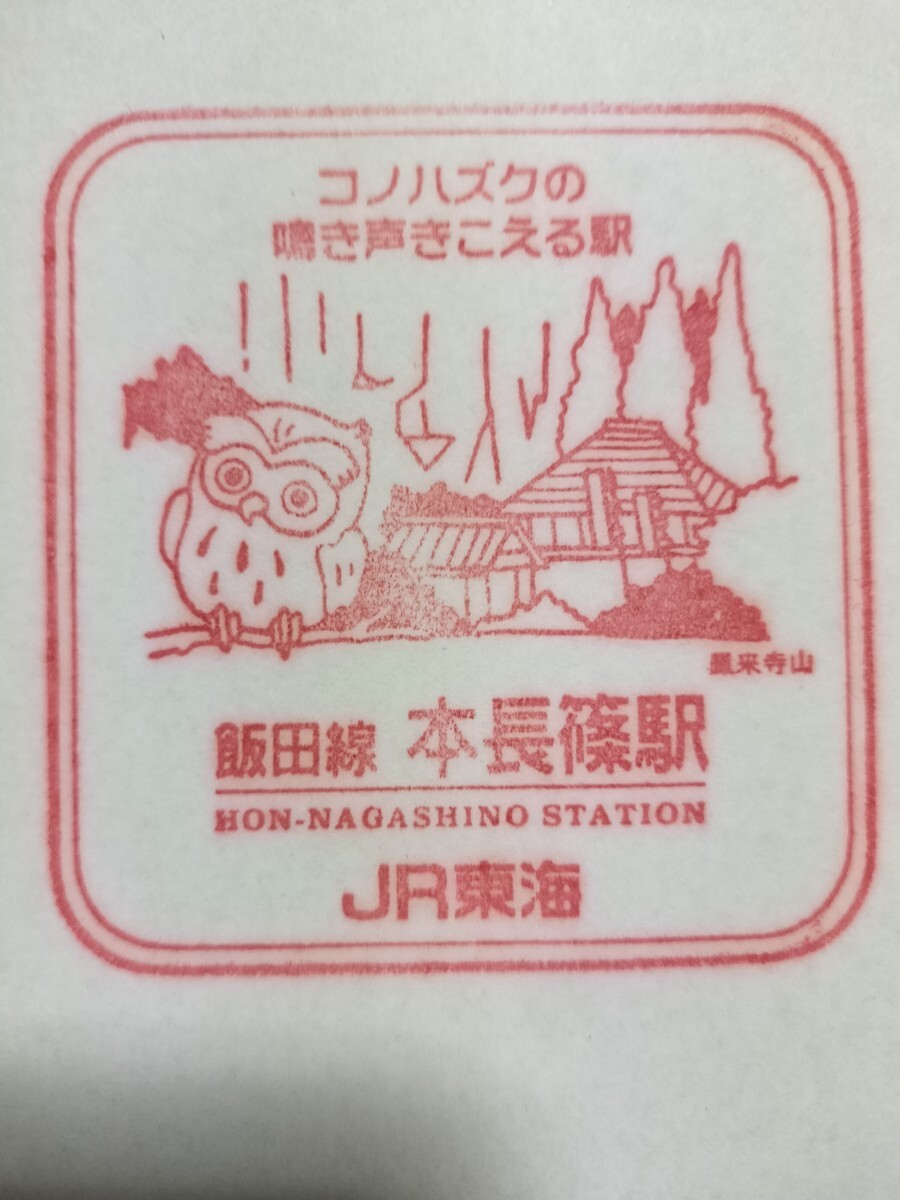 コノハズクの
鳴き声きこえる駅
鳳来寺山
飯田線 本長篠駅
HON-NAGASHINO STATION
JR東海